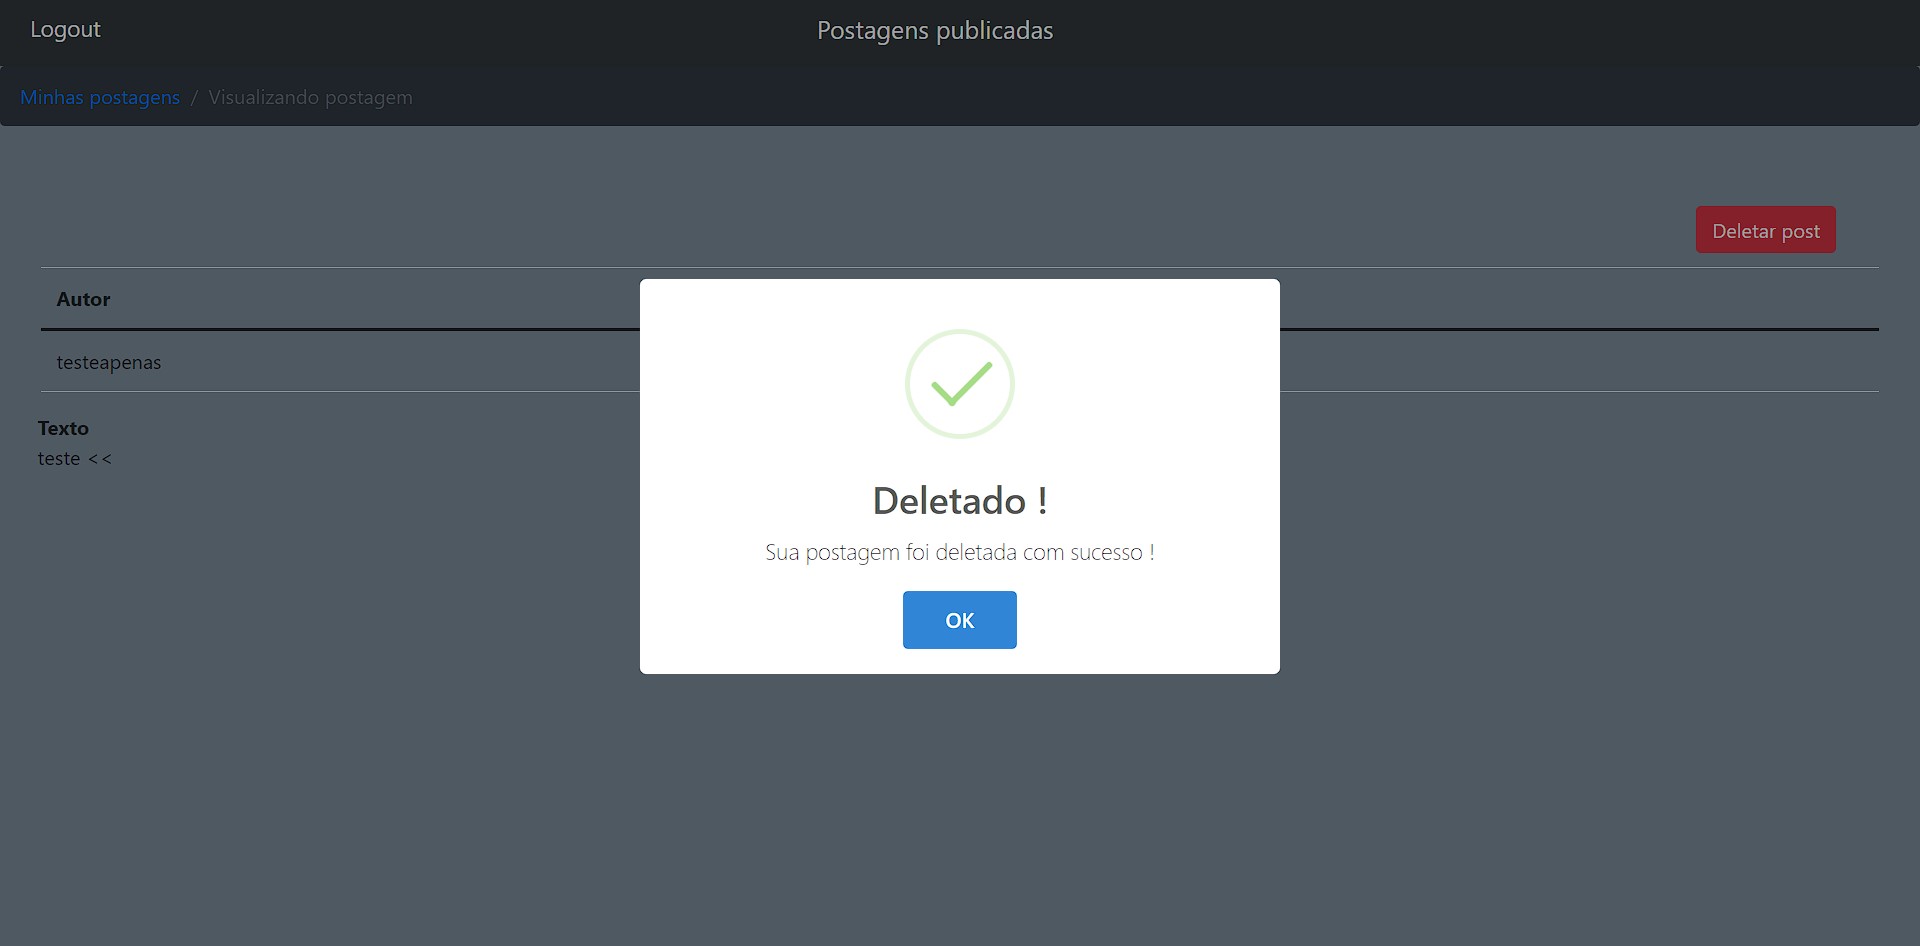 Logout
Postagens publicadas
Minhas postagens / Visualizando postagem
Deletar post
Autor
testeapenas
Texto
teste <<
Deletado !
Sua postagem foi deletada com sucesso !
OK